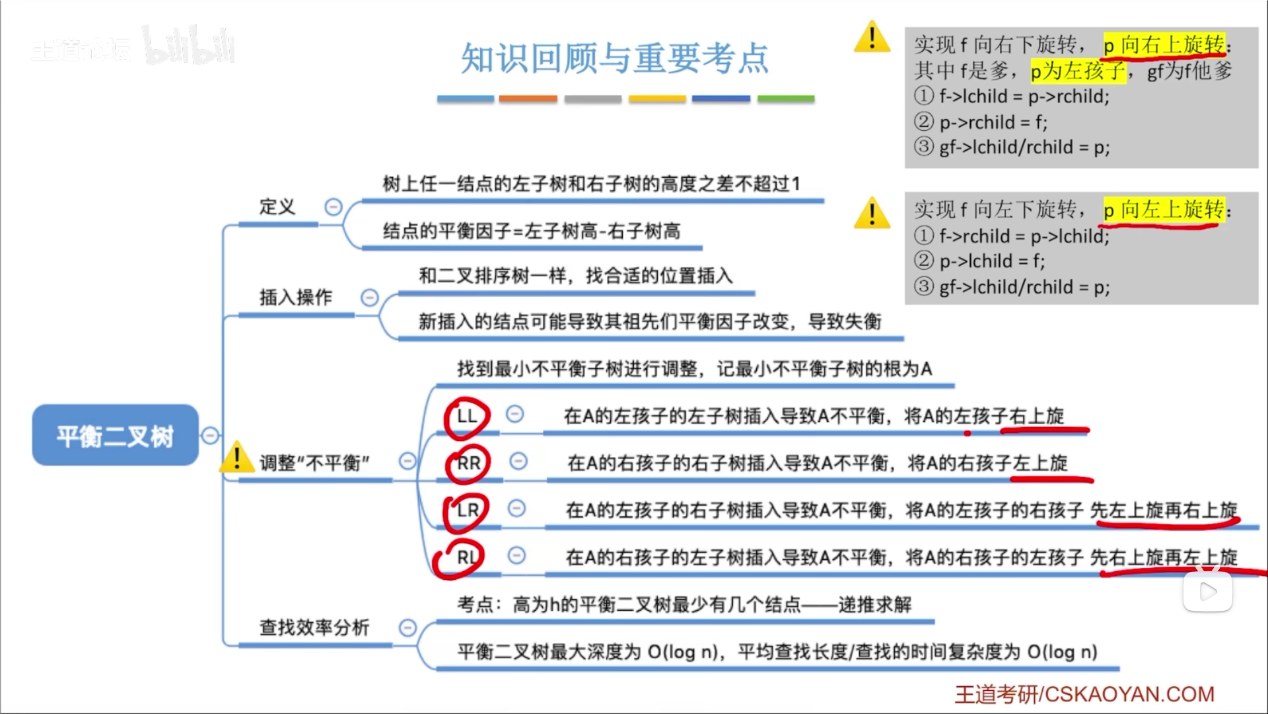 王道论坛 bilibili
知识回顾与重要考点
实现 f 向右下旋转， p 向右上旋转：
其中 f是爹，p为左孩子，gf为f他爹
① f->lchild = p->rchild;
② p->rchild = f;
③ gf->lchild/rchild = p;
实现 f 向左下旋转， p 向左上旋转：
① f->rchild = p->lchild;
② p->lchild = f;
③ gf->lchild/rchild = p;
平衡二叉树
定义
树上任一结点的左子树和右子树的高度之差不超过1
结点的平衡因子=左子树高-右子树高
插入操作
和二叉排序树一样，找合适的位置插入
新插入的结点可能导致其祖先们平衡因子改变，导致失衡
调整“不平衡”
找到最小不平衡子树进行调整，记最小不平衡子树的根为A
LL 在A的左孩子的左子树插入导致A不平衡，将A的左孩子右上旋
RR 在A的右孩子的右子树插入导致A不平衡，将A的右孩子左上旋
LR 在A的左孩子的右子树插入导致A不平衡，将A的左孩子的右孩子 先左上旋再右上旋
RL 在A的右孩子的左子树插入导致A不平衡，将A的右孩子的左孩子 先右上旋再左上旋
查找效率分析
考点：高为h的平衡二叉树最少有几个结点——递推求解
平衡二叉树最大深度为 O(log n)，平均查找长度/查找的时间复杂度为 O(log n)
王道考研/CSKAOYAN.COM